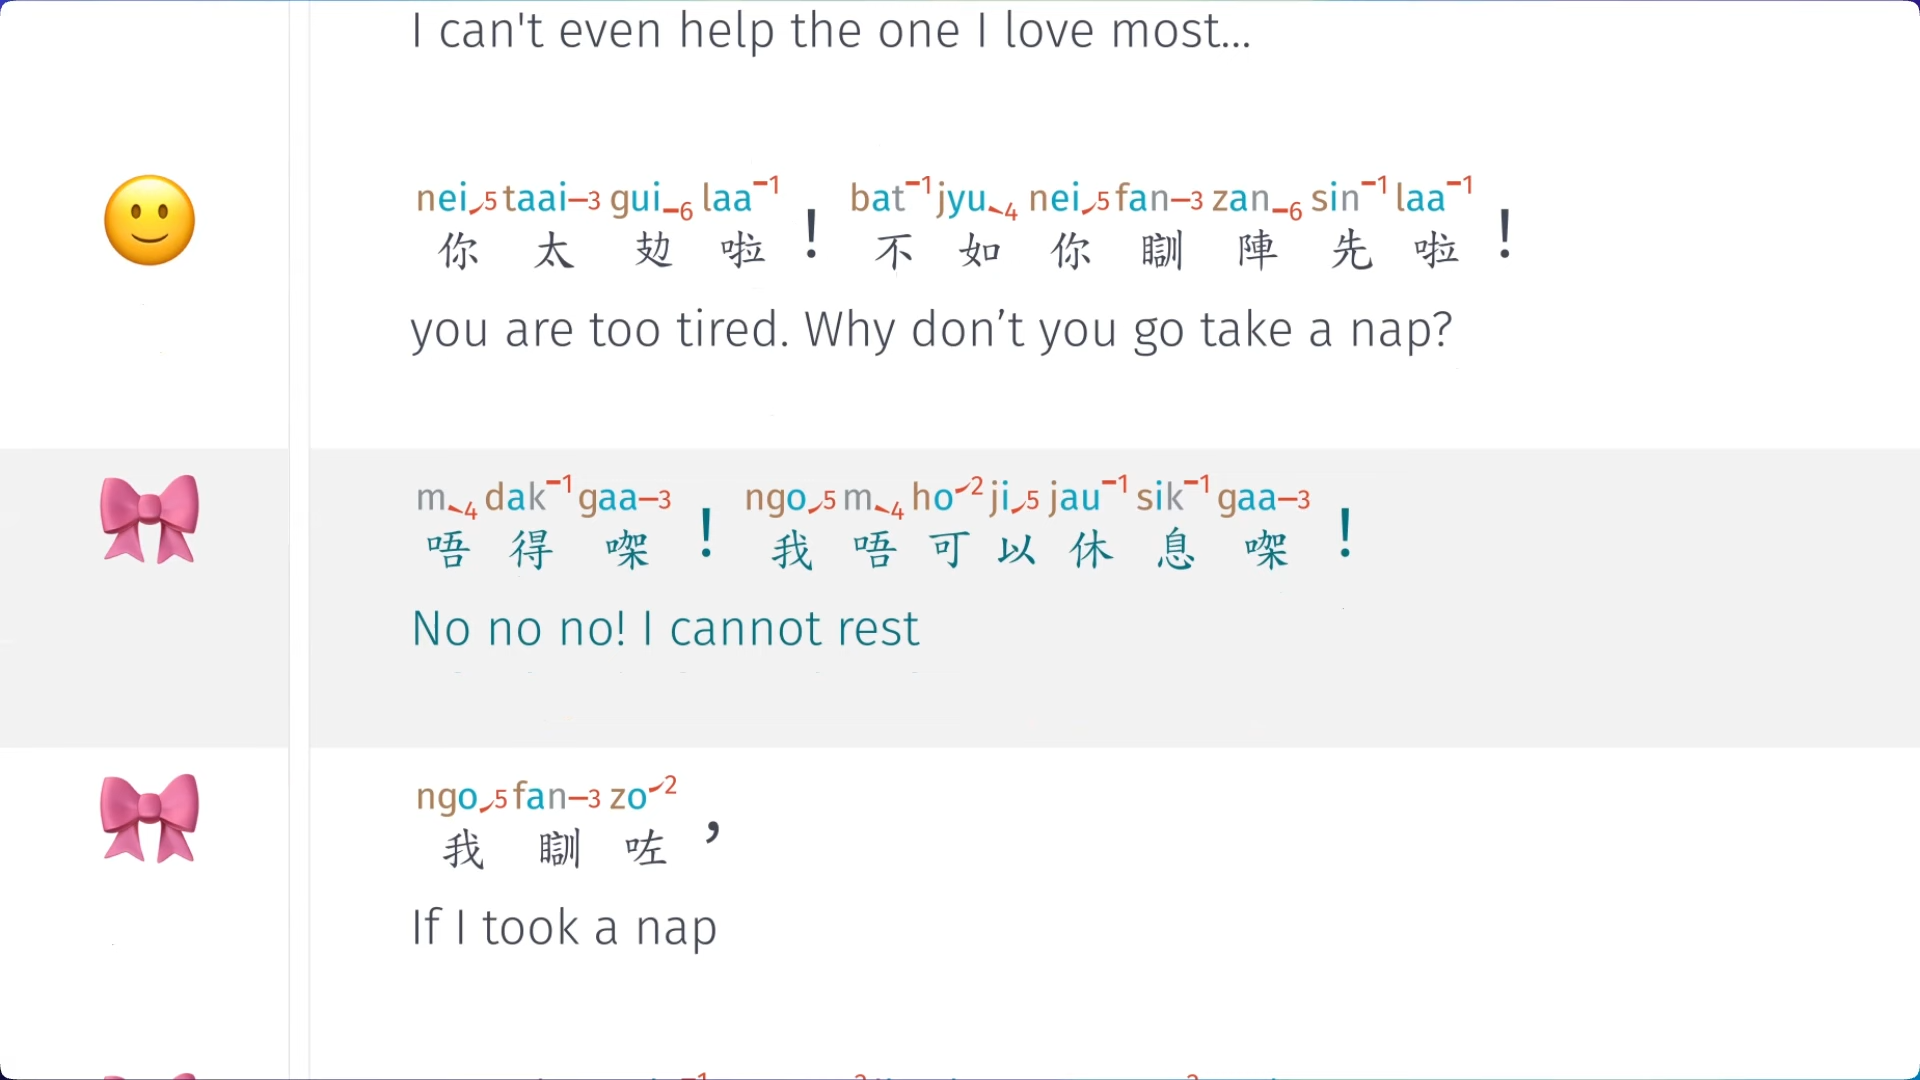 I can't even help the one I love most...
nei5 taai3 gui6 laa1 ! bat1 jyu4 nei5 fan3 zan6 sin1 laa1 !
你太攰啦！不如你瞓陣先啦！
you are too tired. Why don’t you go take a nap?
m4 dak1 gaa3 ! ngo5 m4 ho2 ji5 jau1 sik1 gaa3 !
唔得㗎！我唔可以休息㗎！
No no no! I cannot rest
ngo5 fan3 zo2 ,
我瞓咗，
If I took a nap